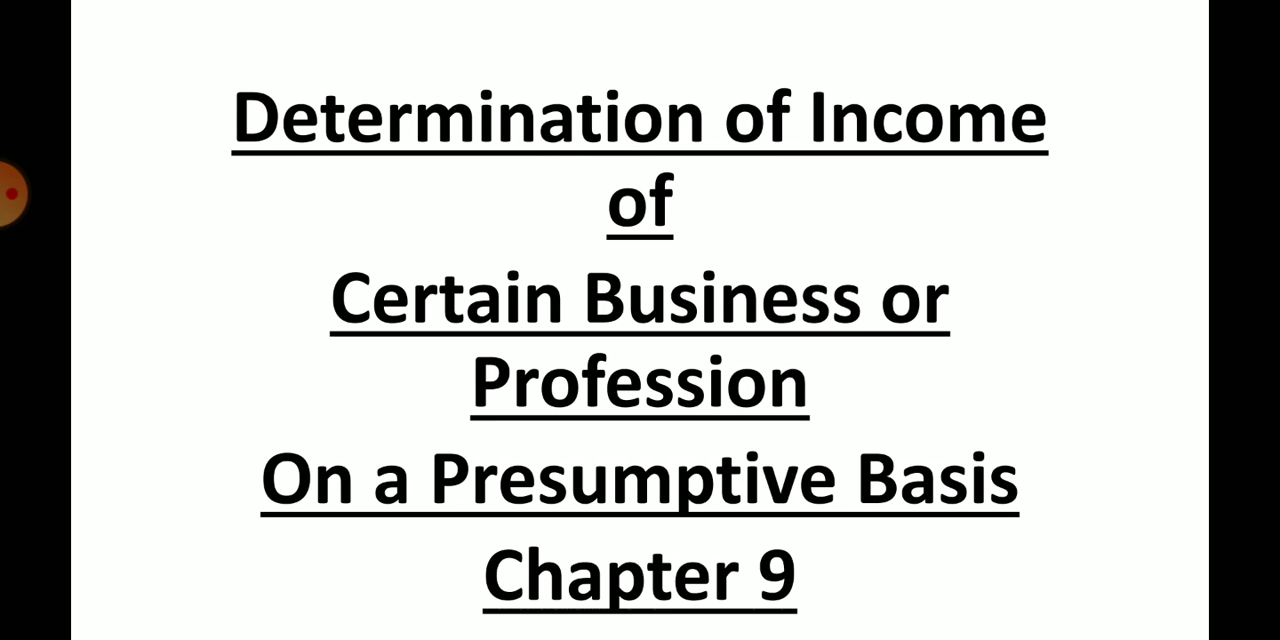 Determination of Income
of
Certain Business or
Profession
On a Presumptive Basis
Chapter 9